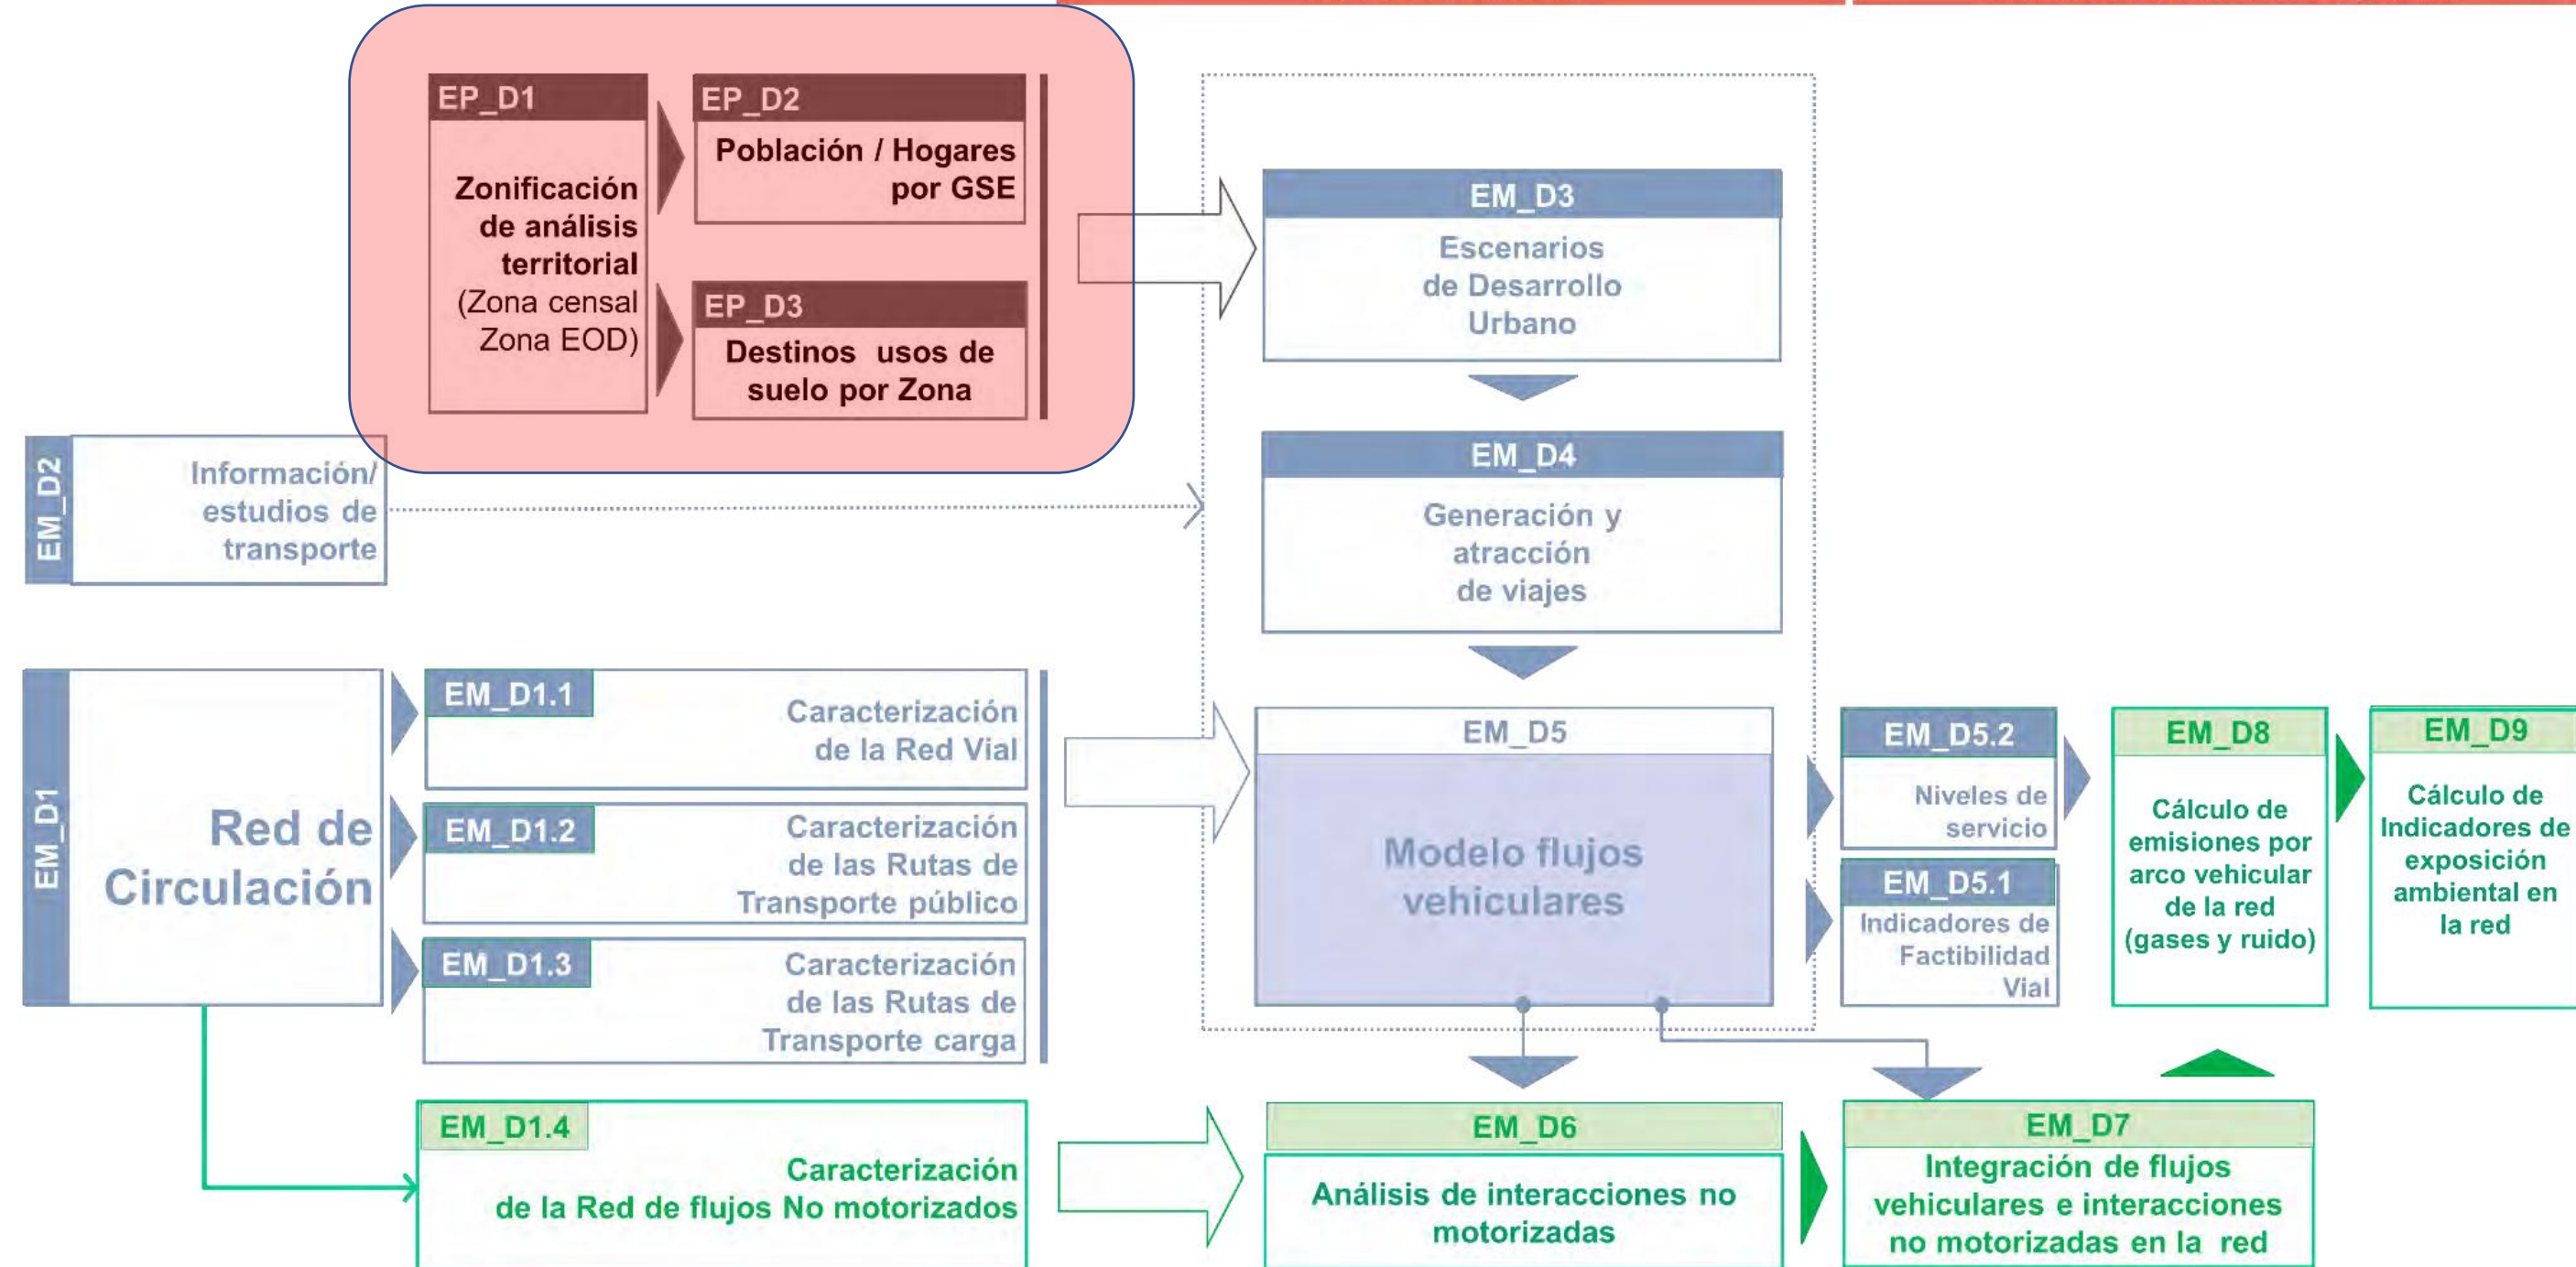 EP_D1
Zonificación
de análisis
territorial
(Zona censal
Zona EOD)
EP_D2
Población / Hogares
por GSE
EP_D3
Destinos usos de
suelo por Zona
EM_D3
Escenarios
de Desarrollo
Urbano
EM_D2
Información/
estudios de
transporte
EM_D4
Generación y
atracción
de viajes
EM_D1
Red de
Circulación
EM_D1.1
Caracterización
de la Red Vial
EM_D1.2
Caracterización
de las Rutas de
Transporte público
EM_D1.3
Caracterización
de las Rutas de
Transporte carga
EM_D5
Modelo flujos
vehiculares
EM_D5.2
Niveles de
servicio
EM_D5.1
Indicadores de
Factibilidad
Vial
EM_D8
Cálculo de
emisiones por
arco vehicular
de la red
(gases y ruido)
EM_D9
Cálculo de
Indicadores de
exposición
ambiental en
la red
EM_D1.4
Caracterización
de la Red de flujos No motorizados
EM_D6
Análisis de interacciones no
motorizadas
EM_D7
Integración de flujos
vehiculares e interacciones
no motorizadas en la red